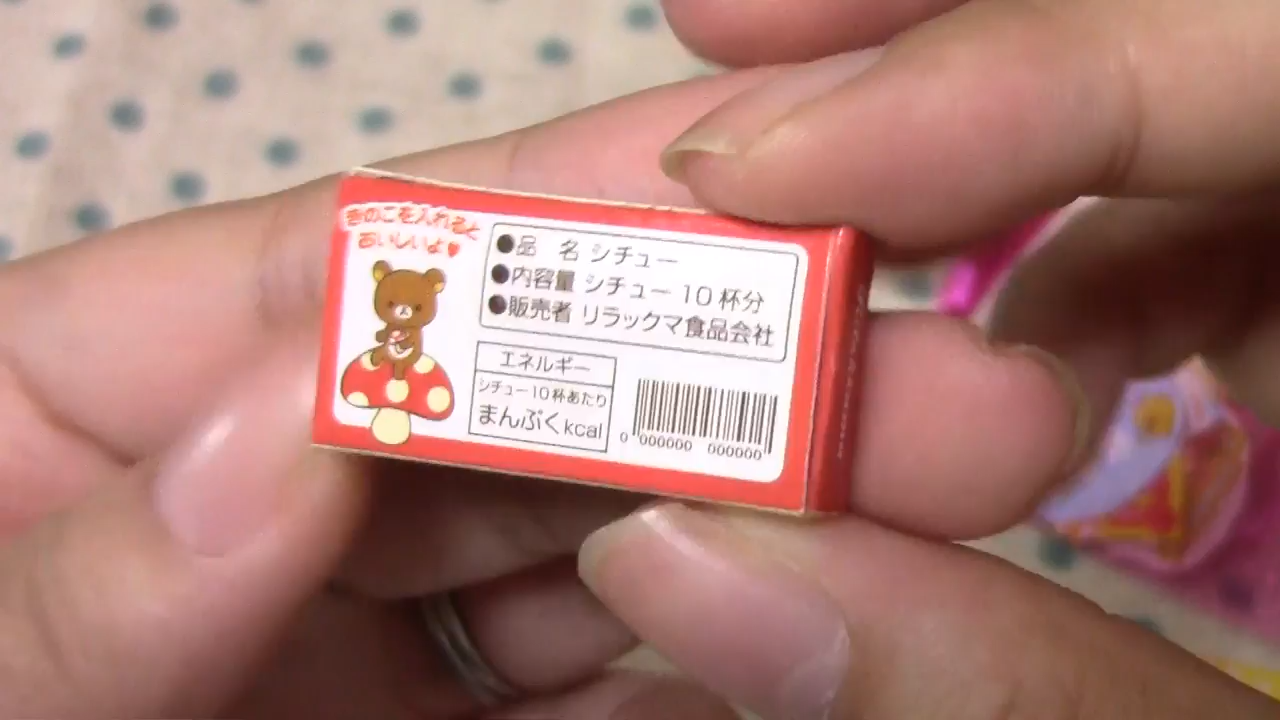 きのこを入れると
おいしいよ♥
●品 名 シチュー
●内容量 シチュー 10杯分
●販売者 リラックマ食品会社
エネルギー
シチュー10杯あたり
まんぷくkcal
0 000000 000000